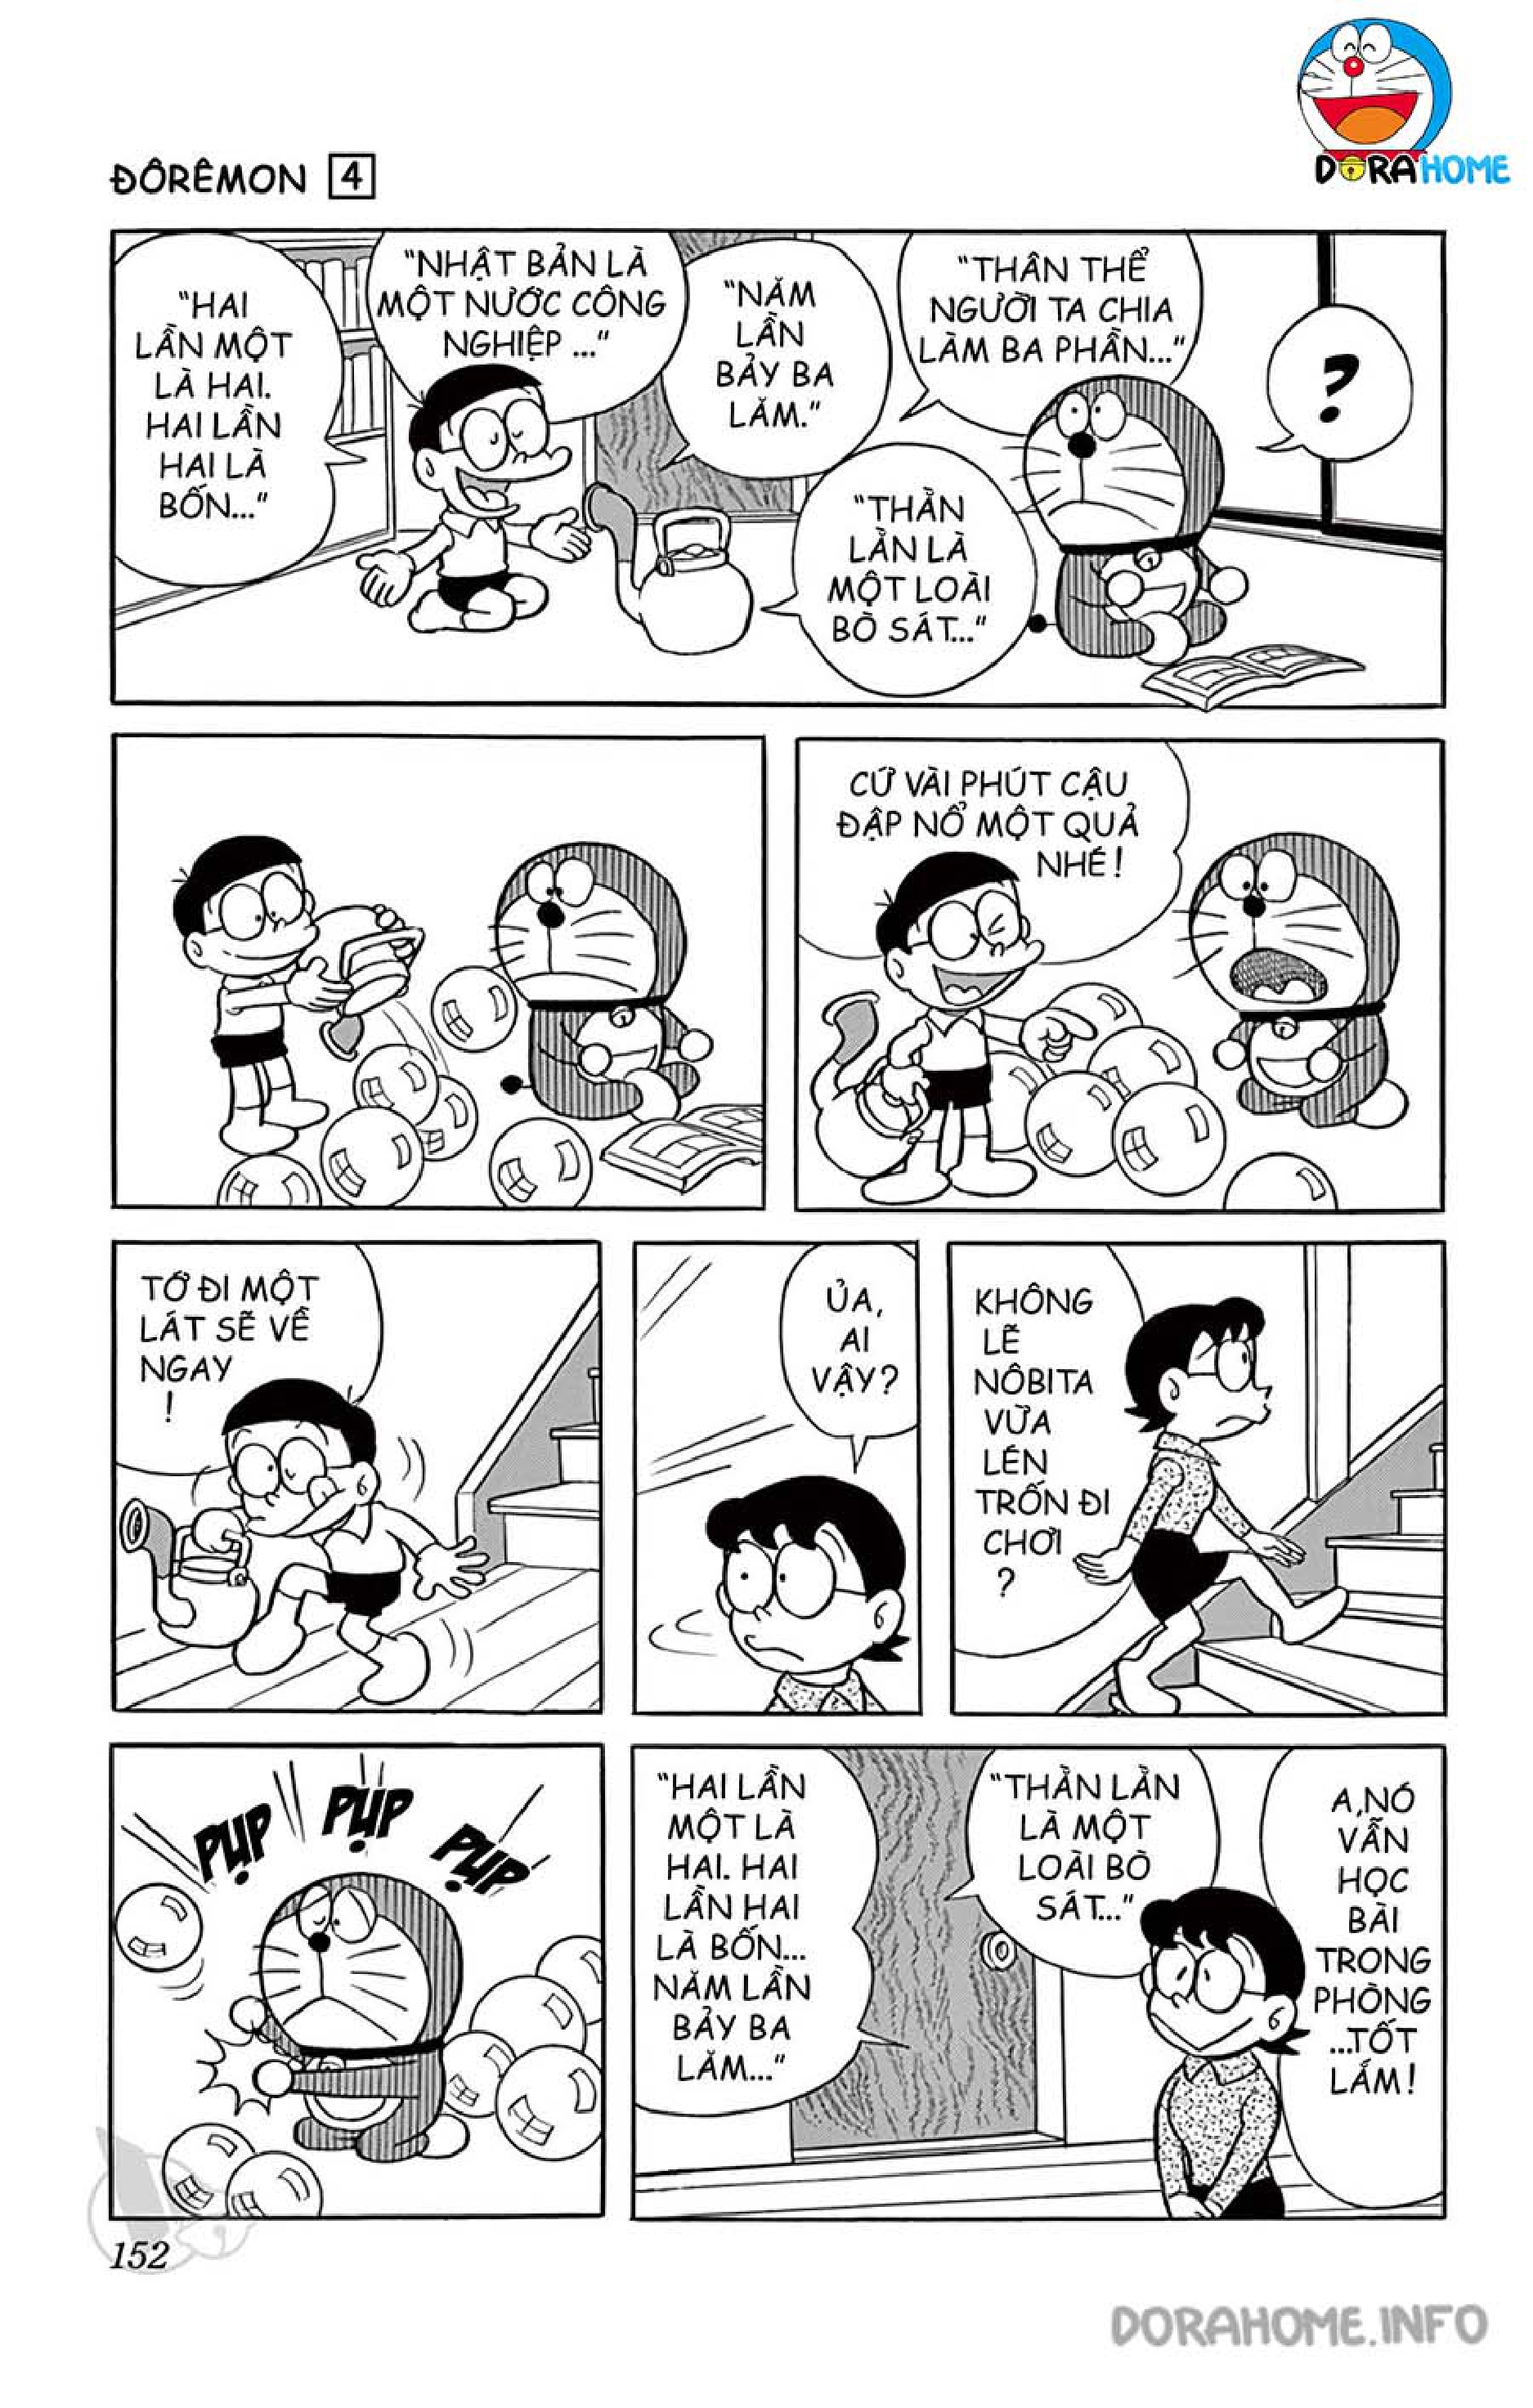 DORAHOME
ĐÔRÊMON 4
“HAI
LẦN MỘT
LÀ HAI.
HAI LẦN
HAI LÀ
BỐN...”
“NHẬT BẢN LÀ
MỘT NƯỚC CÔNG
NGHIỆP ...”
“NĂM
LẦN
BẢY BA
LĂM.”
“THẰN
LẰN LÀ
MỘT LOÀI
BÒ SÁT...”
“THÂN THỂ
NGƯỜI TA CHIA
LÀM BA PHẦN...”
?
CỨ VÀI PHÚT CẬU
ĐẬP NỔ MỘT QUẢ
NHÉ!
TỚ ĐI MỘT
LÁT SẼ VỀ
NGAY
!
ỦA,
AI
VẬY?
KHÔNG
LẼ
NÔBITA
VỪA
LÉN
TRỐN ĐI
CHƠI
?
PỤP
PỤP
PỤP
“HAI LẦN
MỘT LÀ
HAI. HAI
LẦN HAI
LÀ BỐN...
NĂM LẦN
BẢY BA
LĂM...”
“THẰN LẰN
LÀ MỘT
LOÀI BÒ
SÁT...”
A,NÓ
VẪN
HỌC
BÀI
TRONG
PHÒNG
...TỐT
LẮM!
152
DORAHOME.INFO